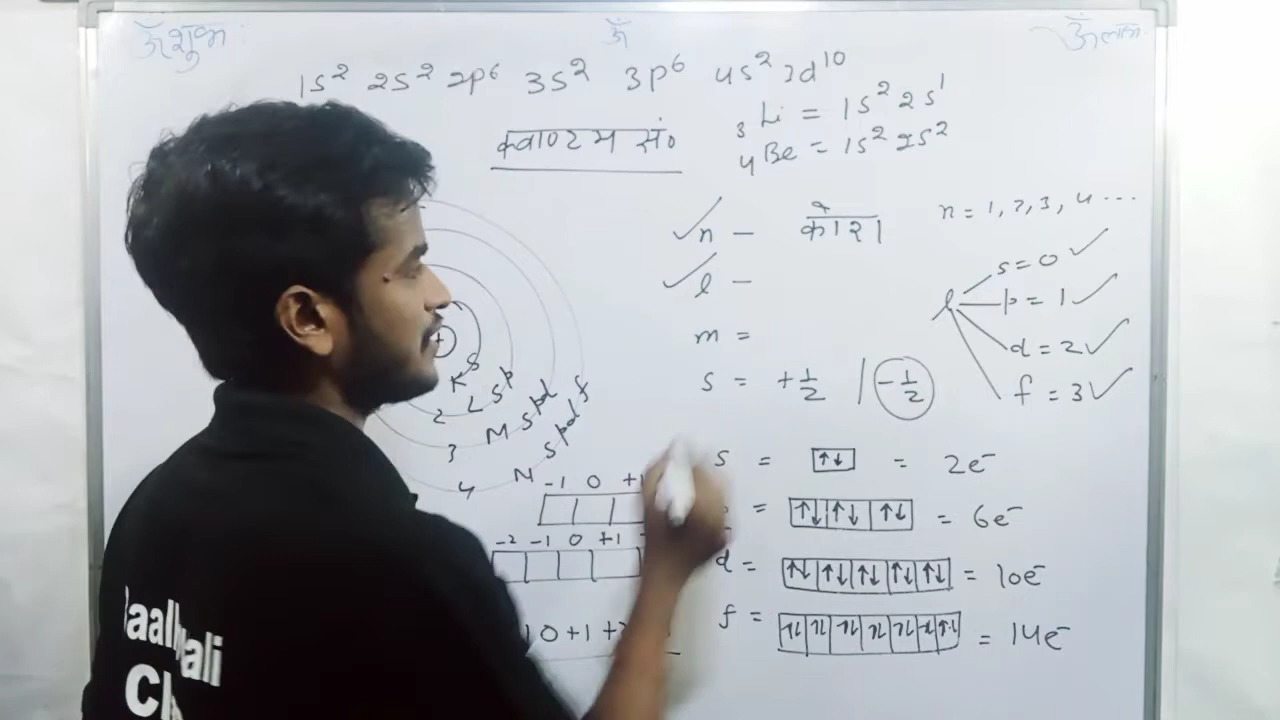 ॐ शुभ
ॐ
ॐ लाभ
1s² 2s² 2p⁶ 3s² 3p⁶ 4s² 3d¹⁰
₃Li = 1s² 2s¹
₄Be = 1s² 2s²
क्वाण्टम सं०
n = 1, 2, 3, 4 ...
✓ n – कोश
✓ l –
m =
s = +½ / -½
l
s = 0 ✓
p = 1 ✓
d = 2 ✓
f = 3 ✓
+
K s
2 L s p
3 M s p d
4 N s p d f
s = ↑↓ = 2e⁻
-1 0 +1
= ↑↓ ↑↓ ↑↓ = 6e⁻
-2 -1 0 +1
d = ↑↓ ↑↓ ↑↓ ↑↓ ↑↓ = 10e⁻
f = ↑↓ ↑↓ ↑↓ ↑↓ ↑↓ ↑↓ ↑↓ = 14e⁻
0 +1